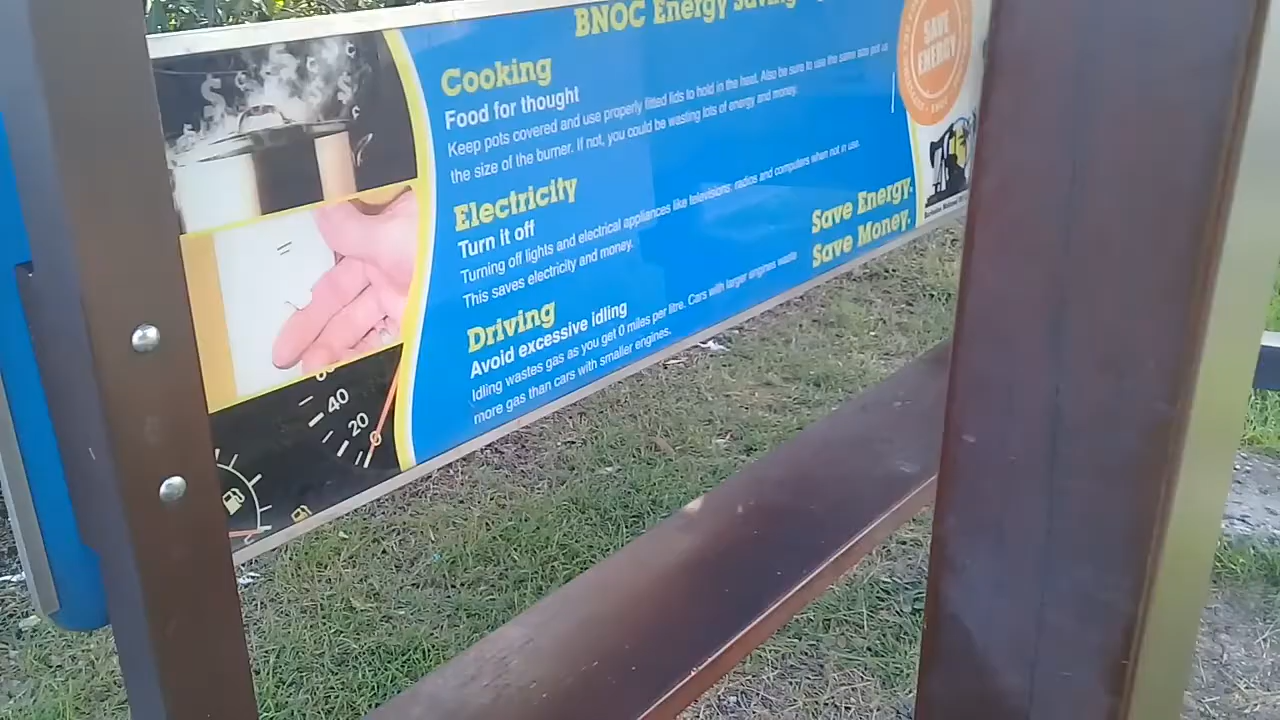 BNOC Energy Saving
Cooking
Food for thought
Keep pots covered and use properly fitted lids to hold in the heat. Also be sure to use the same size pot as
the size of the burner. If not, you could be wasting lots of energy and money.
Electricity
Turn it off
Turning off lights and electrical appliances like televisions, radios and computers when not in use.
This saves electricity and money.
Driving
Avoid excessive idling
Idling wastes gas as you get 0 miles per litre. Cars with larger engines waste
more gas than cars with smaller engines.
Save Energy.
Save Money.
SAVE
ENERGY
40
20
0